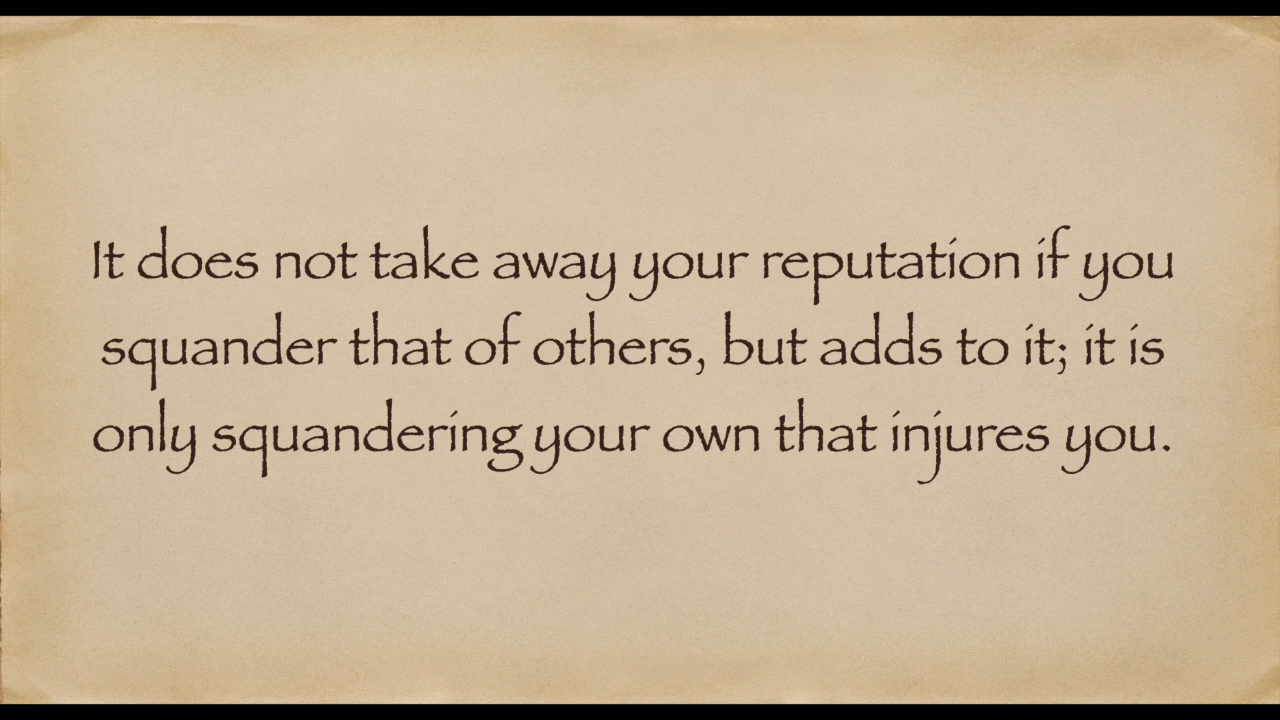 It does not take away your reputation if you
squander that of others, but adds to it; it is
only squandering your own that injures you.